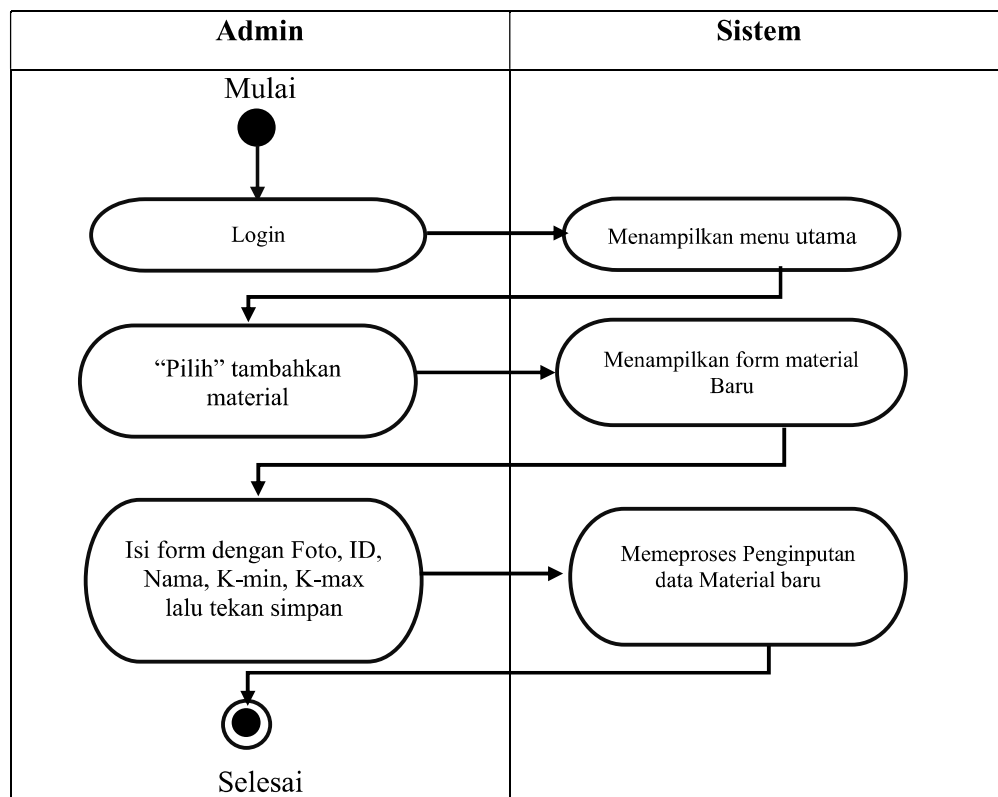 Admin
Sistem
Mulai
Login
Menampilkan menu utama
“Pilih” tambahkan
material
Menampilkan form material
Baru
Isi form dengan Foto, ID,
Nama, K-min, K-max
lalu tekan simpan
Memeproses Penginputan
data Material baru
Selesai